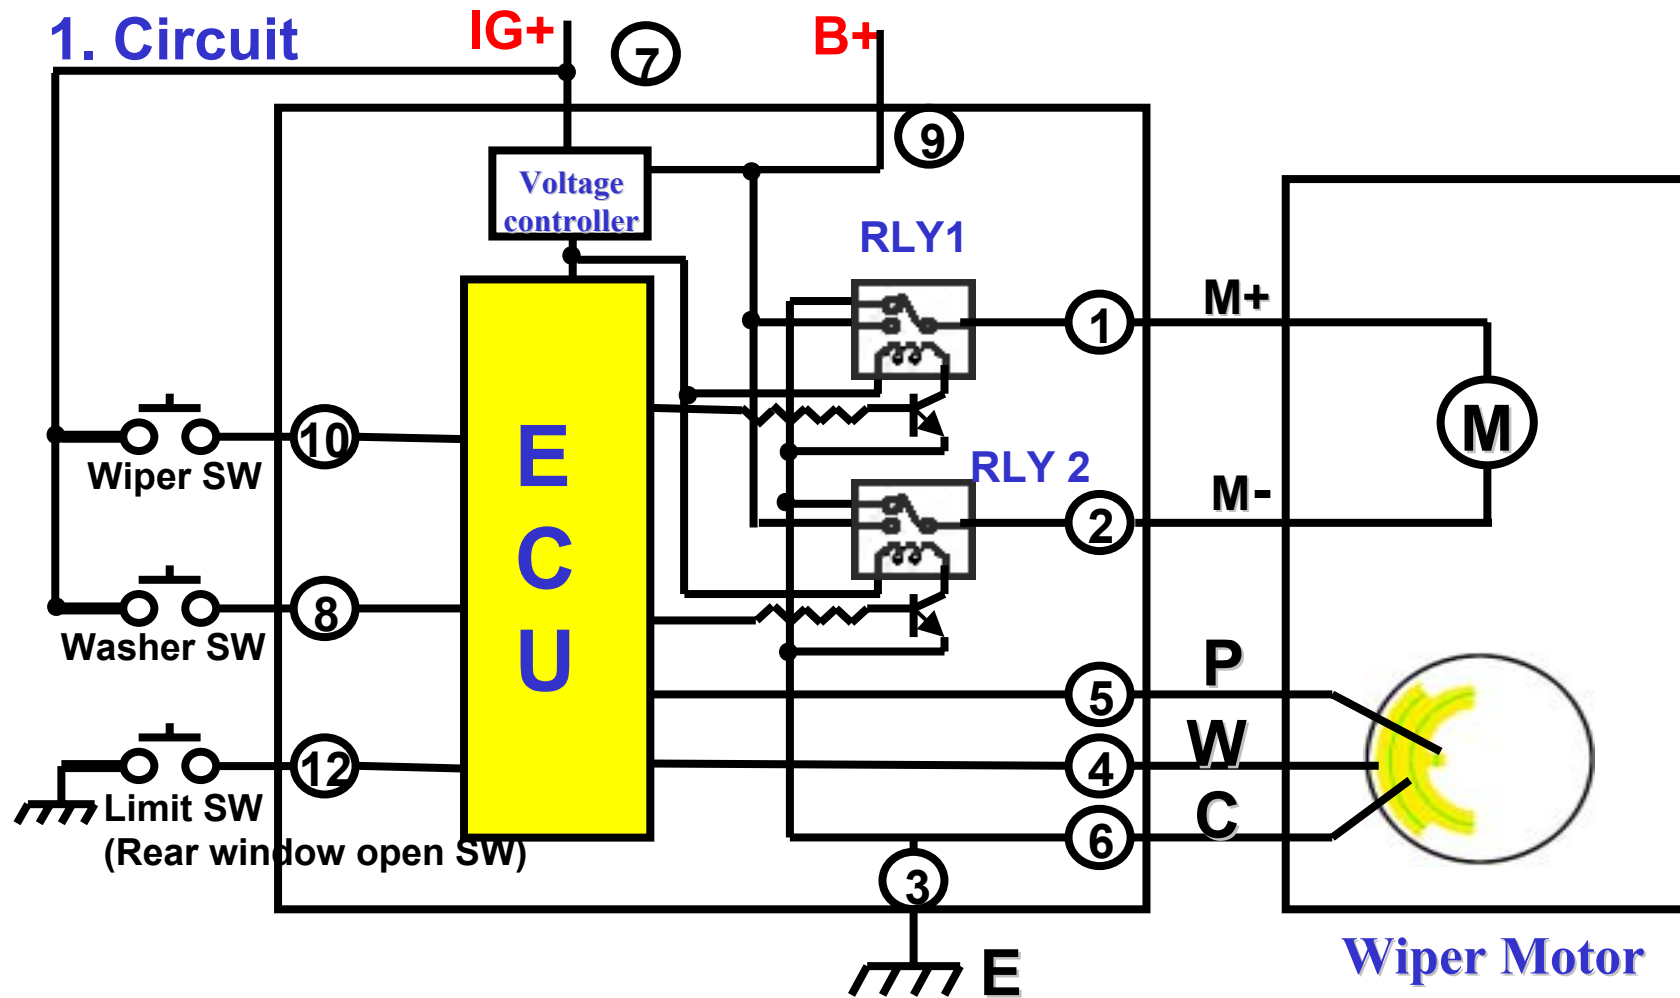 1. Circuit
IG+
7
B+
9
Voltage
controller
RLY1
1
M+
E
C
U
10
Wiper SW
M
RLY 2
2
M-
8
Washer SW
5
P
12
Limit SW
(Rear window open SW)
4
W
6
C
3
E
Wiper Motor